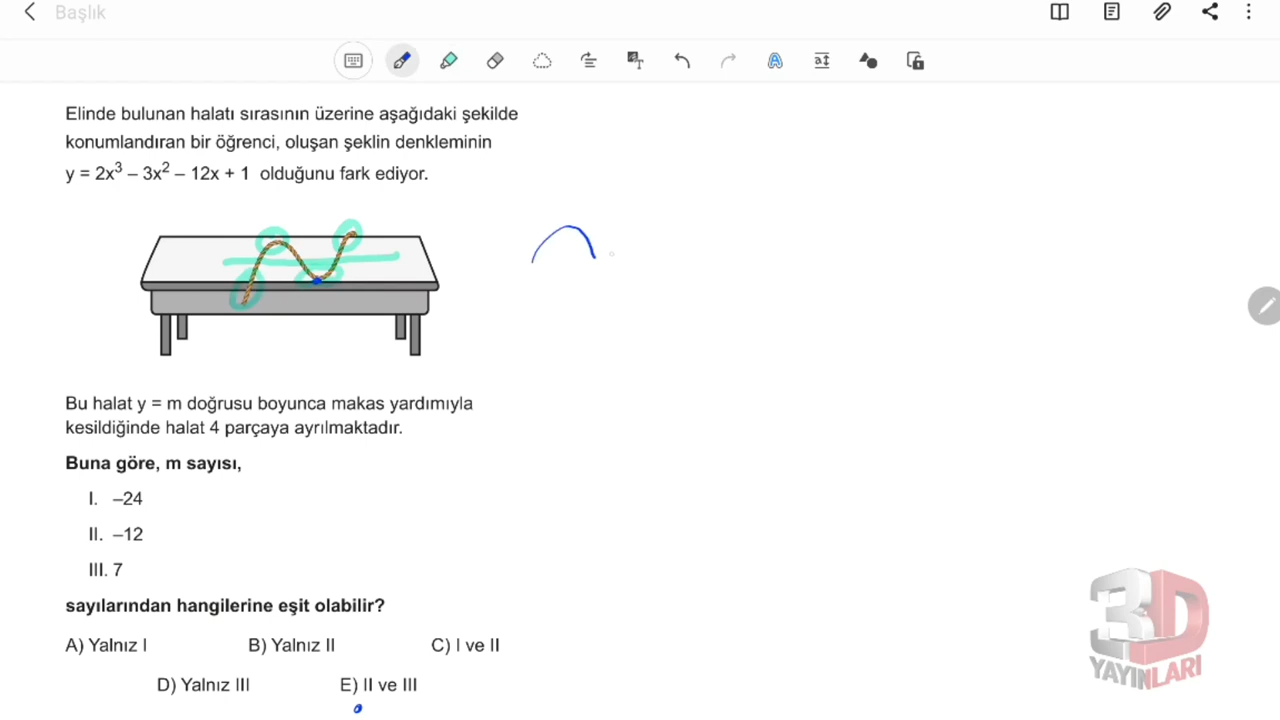 Başlık
Elinde bulunan halatı sırasının üzerine aşağıdaki şekilde
konumlandıran bir öğrenci, oluşan şeklin denkleminin
y = 2x³ – 3x² – 12x + 1 olduğunu fark ediyor.
Bu halat y = m doğrusu boyunca makas yardımıyla
kesildiğinde halat 4 parçaya ayrılmaktadır.
Buna göre, m sayısı,
I. –24
II. –12
III. 7
sayılarından hangilerine eşit olabilir?
A) Yalnız I B) Yalnız II C) I ve II
D) Yalnız III E) II ve III
3D
YAYINLARI